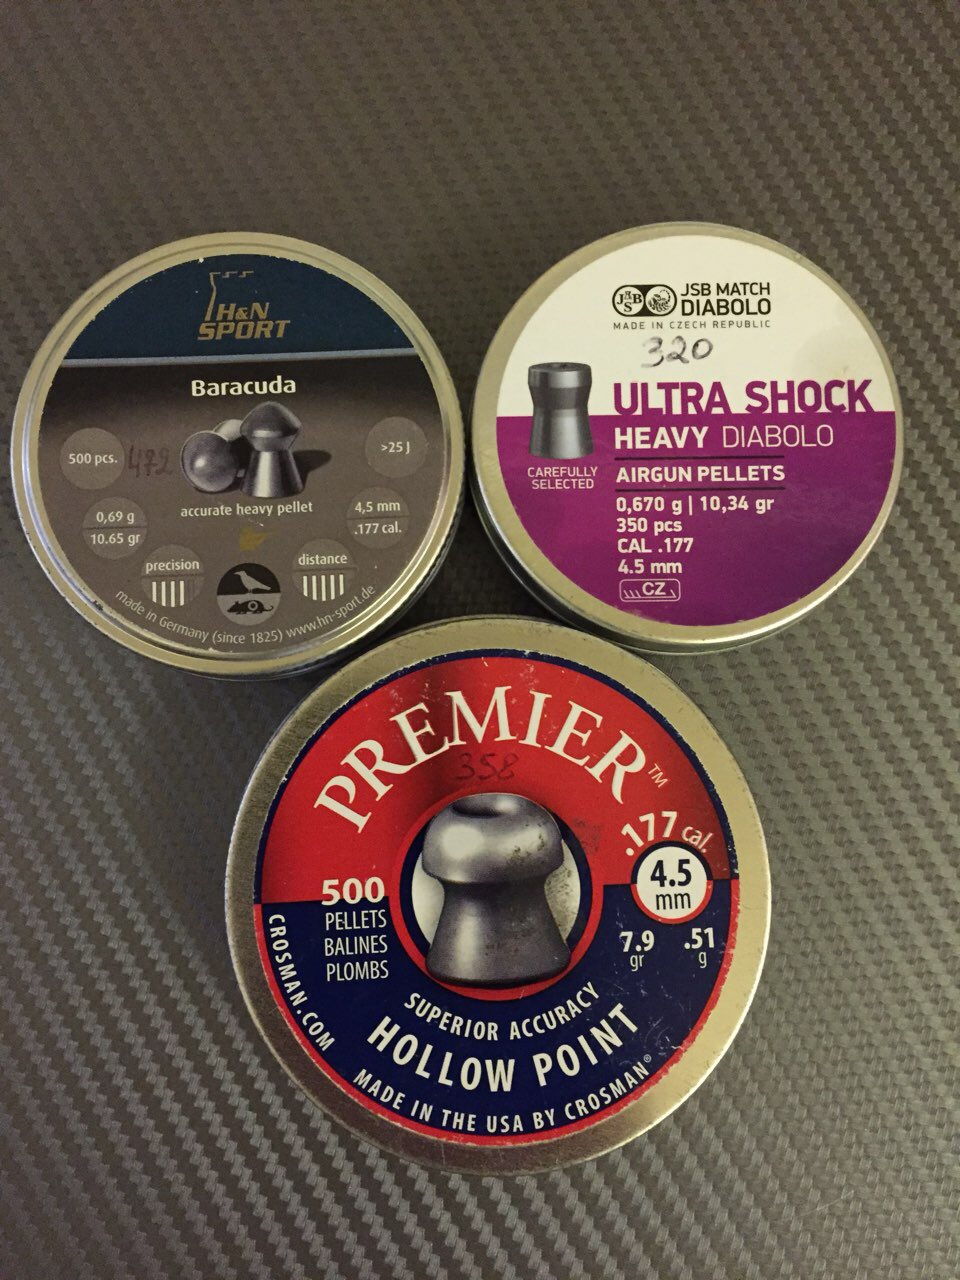 H&N
SPORT
Baracuda
500 pcs.
472
>25 J
accurate heavy pellet
0,69 g
10.65 gr
4,5 mm
.177 cal.
precision
distance
made in Germany (since 1825) www.hn-sport.de
JSB
JSB MATCH
DIABOLO
MADE IN CZECH REPUBLIC
320
ULTRA SHOCK
HEAVY DIABOLO
CAREFULLY
SELECTED
AIRGUN PELLETS
0,670 g | 10,34 gr
350 pcs
CAL .177
4.5 mm
CZ
PREMIER™
358
.177 cal.
4.5
mm
500
PELLETS
BALINES
PLOMBS
7.9 .51
gr g
CROSMAN.COM
SUPERIOR ACCURACY
HOLLOW POINT
MADE IN THE USA BY CROSMAN®